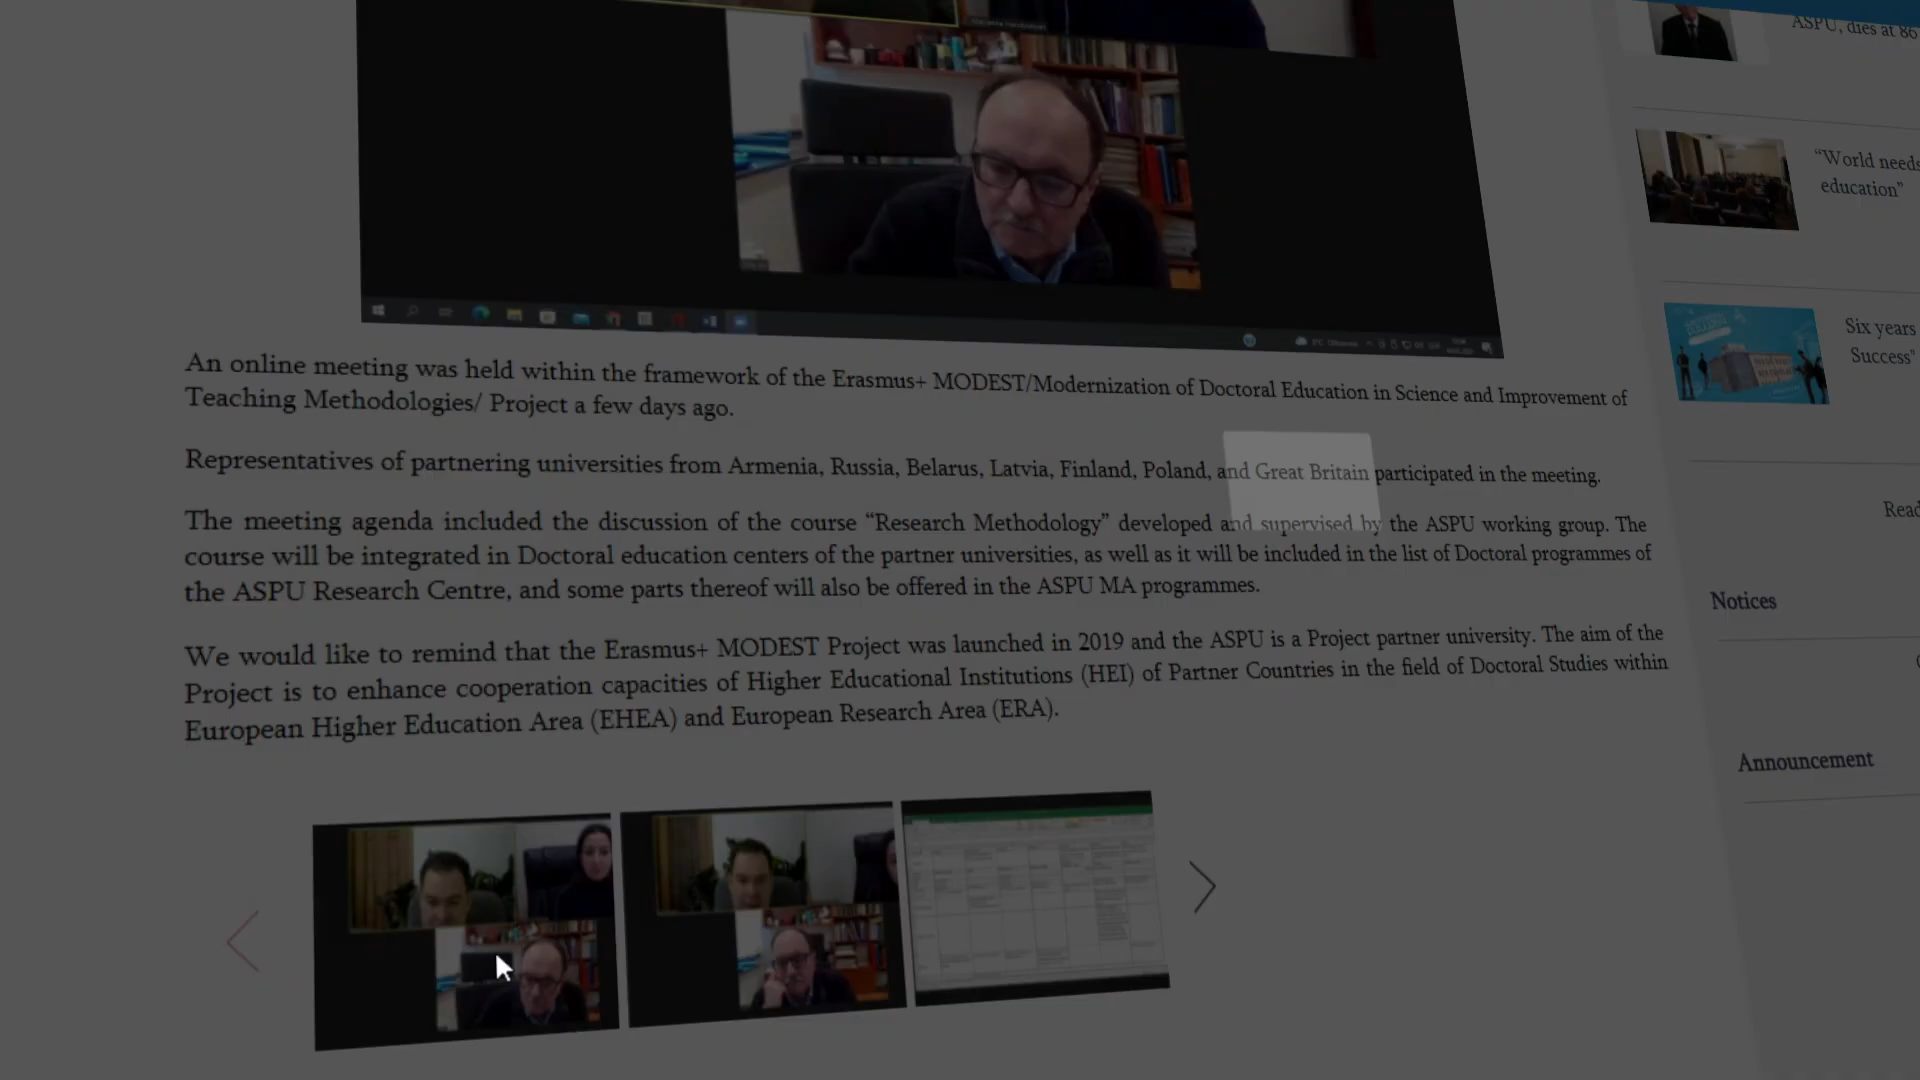 ASPU, dies at 86
“World needs
education”
Six years
Success”
An online meeting was held within the framework of the Erasmus+ MODEST/Modernization of Doctoral Education in Science and Improvement of
Teaching Methodologies/ Project a few days ago.
Representatives of partnering universities from Armenia, Russia, Belarus, Latvia, Finland, Poland, and Great Britain participated in the meeting.
The meeting agenda included the discussion of the course “Research Methodology” developed and supervised by the ASPU working group. The
course will be integrated in Doctoral education centers of the partner universities, as well as it will be included in the list of Doctoral programmes of
the ASPU Research Centre, and some parts thereof will also be offered in the ASPU MA programmes.
We would like to remind that the Erasmus+ MODEST Project was launched in 2019 and the ASPU is a Project partner university. The aim of the
Project is to enhance cooperation capacities of Higher Educational Institutions (HEI) of Partner Countries in the field of Doctoral Studies within
European Higher Education Area (EHEA) and European Research Area (ERA).
Read
Notices
Announcement